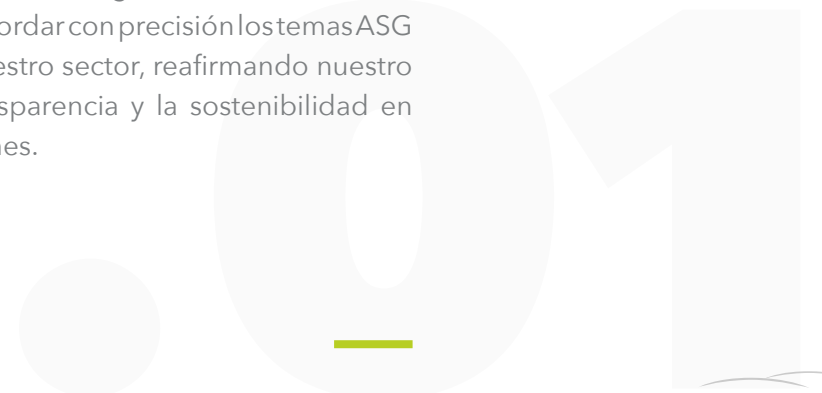 ordar con precisión los temas ASG
estro sector, reafirmando nuestro
sparencia y la sostenibilidad en
nes.
.01